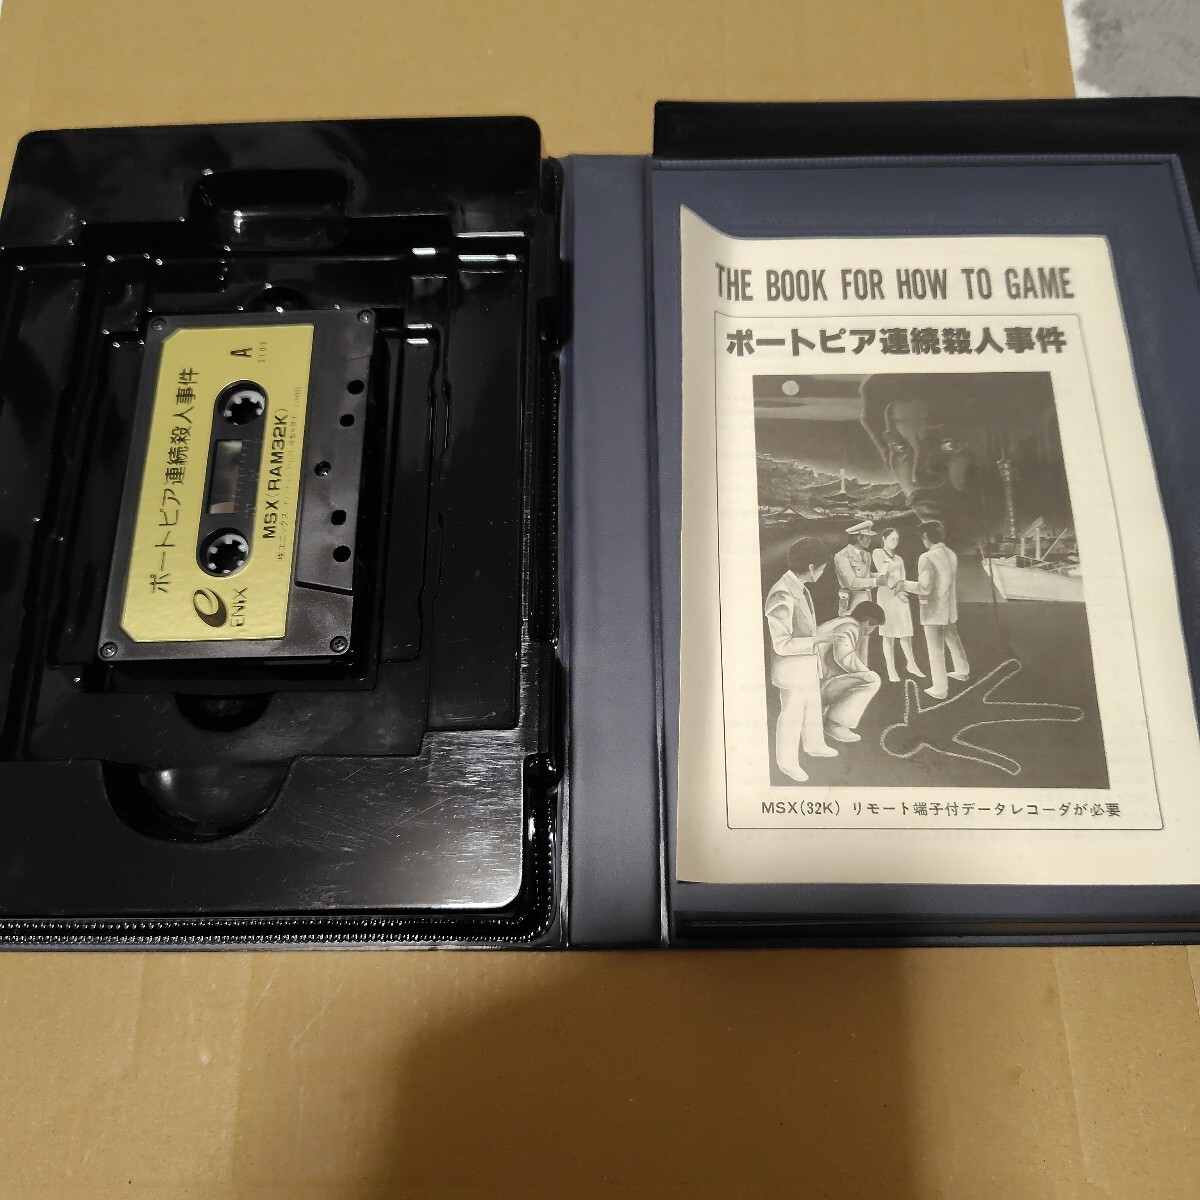 ポートピア連続殺人事件
A
SIDE
MSX(RAM32K)
e
ENIX
THE BOOK FOR HOW TO GAME
ポートピア連続殺人事件
MSX(32K) リモート端子付データレコーダが必要